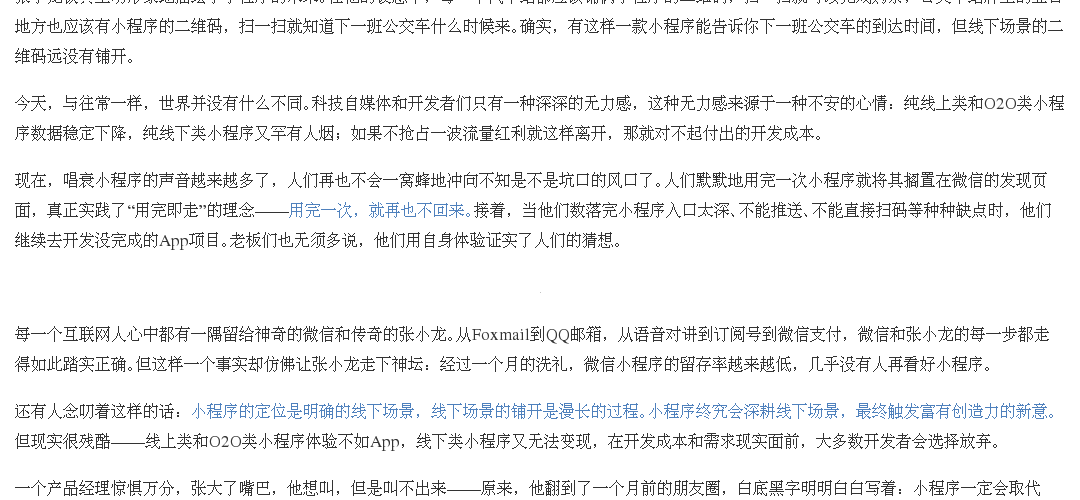 地方也应该有小程序的二维码，扫一扫就知道下一班公交车什么时候来。确实，有这样一款小程序能告诉你下一班公交车的到达时间，但线下场景的二
维码远没有铺开。
今天，与往常一样，世界并没有什么不同。科技自媒体和开发者们只有一种深深的无力感，这种无力感来源于一种不安的心情：纯线上类和O2O类小程
序数据稳定下降，纯线下类小程序又罕有人烟；如果不抢占一波流量红利就这样离开，那就对不起付出的开发成本。
现在，唱衰小程序的声音越来越多了，人们再也不会一窝蜂地冲向不知是不是坑口的风口了。人们默默地用完一次小程序就将其搁置在微信的发现页
面，真正实践了“用完即走”的理念——用完一次，就再也不回来。接着，当他们数落完小程序入口太深、不能推送、不能直接扫码等种种缺点时，他们
继续去开发没完成的App项目。老板们也无须多说，他们用自身体验证实了人们的猜想。
每一个互联网人心中都有一隅留给神奇的微信和传奇的张小龙。从Foxmail到QQ邮箱，从语音对讲到订阅号到微信支付，微信和张小龙的每一步都走
得如此踏实正确。但这样一个事实却仿佛让张小龙走下神坛：经过一个月的洗礼，微信小程序的留存率越来越低，几乎没有人再看好小程序。
还有人念叨着这样的话：小程序的定位是明确的线下场景，线下场景的铺开是漫长的过程。小程序终究会深耕线下场景，最终触发富有创造力的新意。
但现实很残酷——线上类和O2O类小程序体验不如App，线下类小程序又无法变现，在开发成本和需求现实面前，大多数开发者会选择放弃。
一个产品经理惊惧万分，张大了嘴巴，他想叫，但是叫不出来——原来，他翻到了一个月前的朋友圈，白底黑字明明白白写着：小程序一定会取代